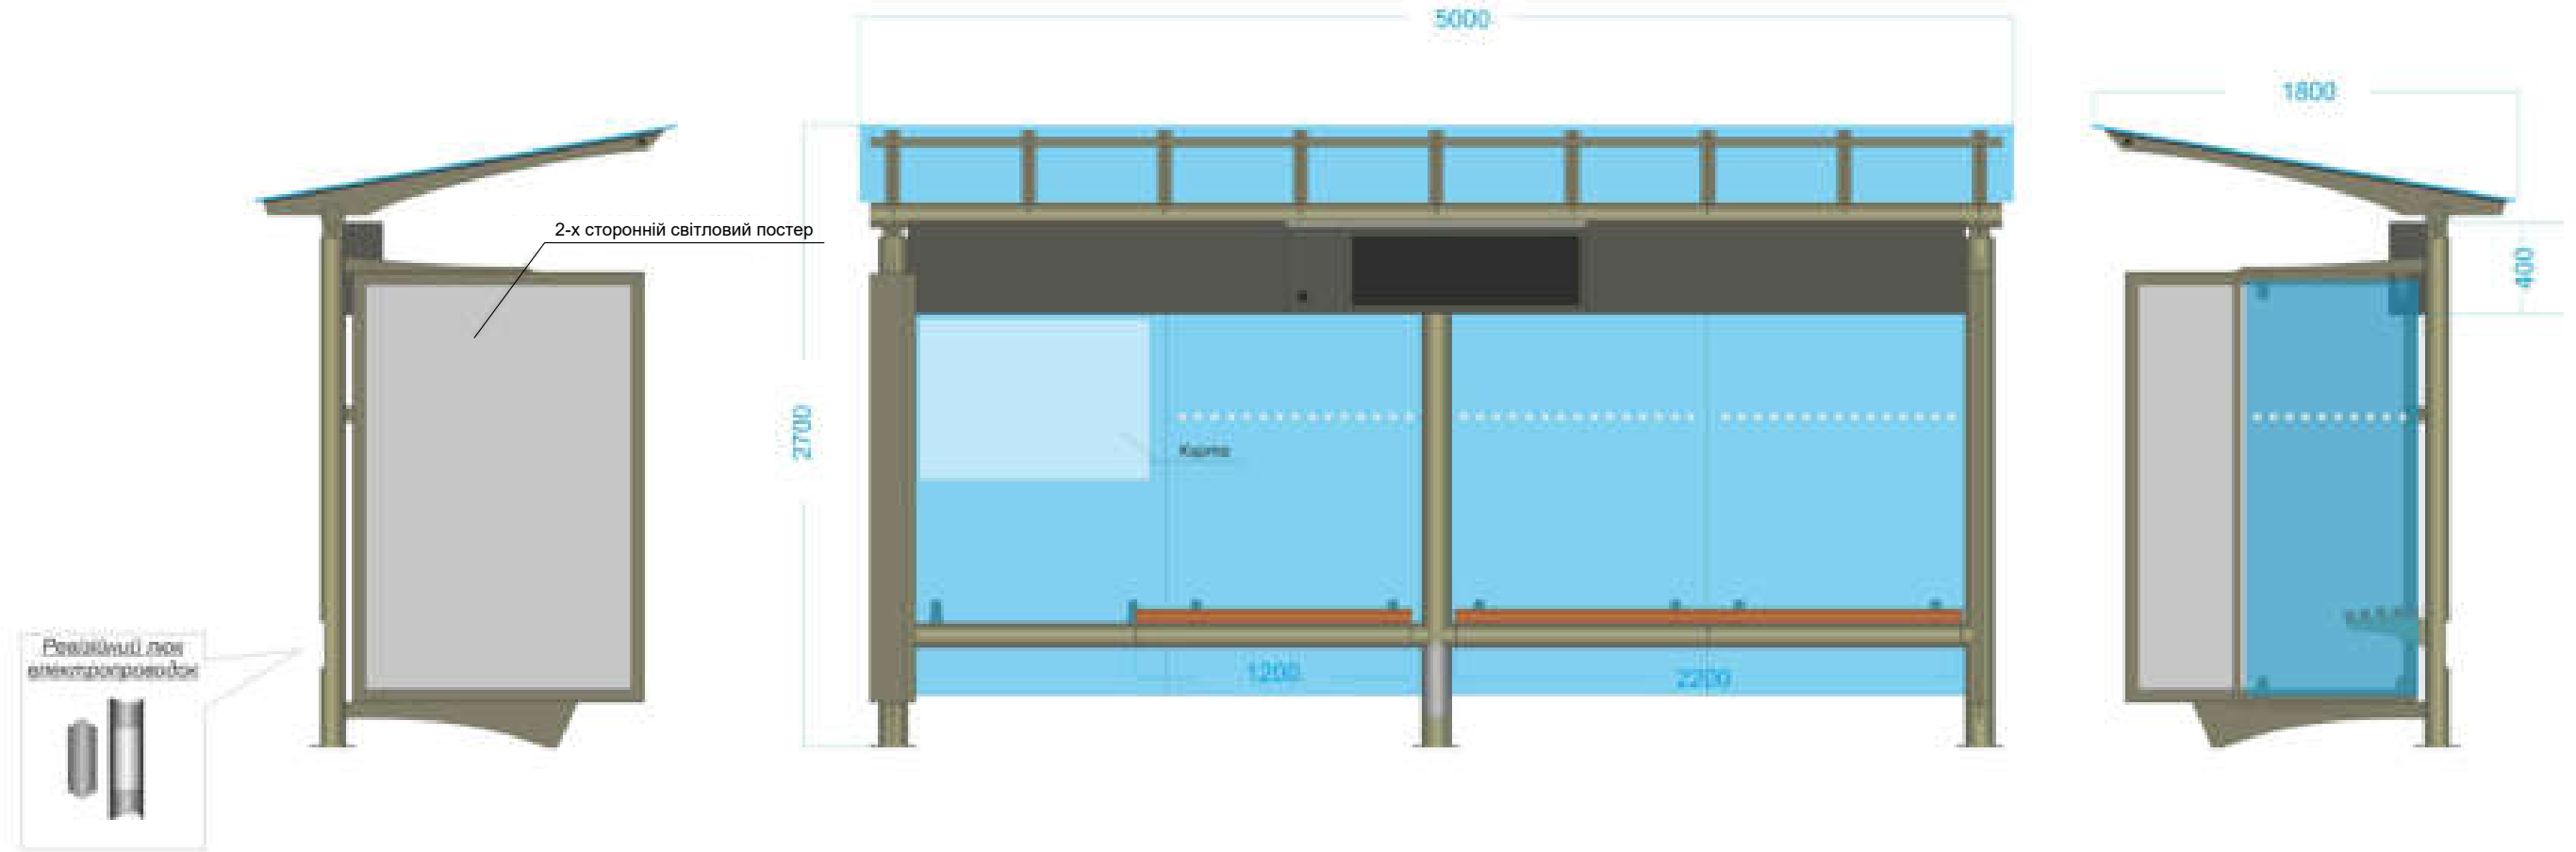 5000
1800
2-х сторонній світловий постер
400
2700
Карта
Ревізійний люк
електропроводок
1200
2200